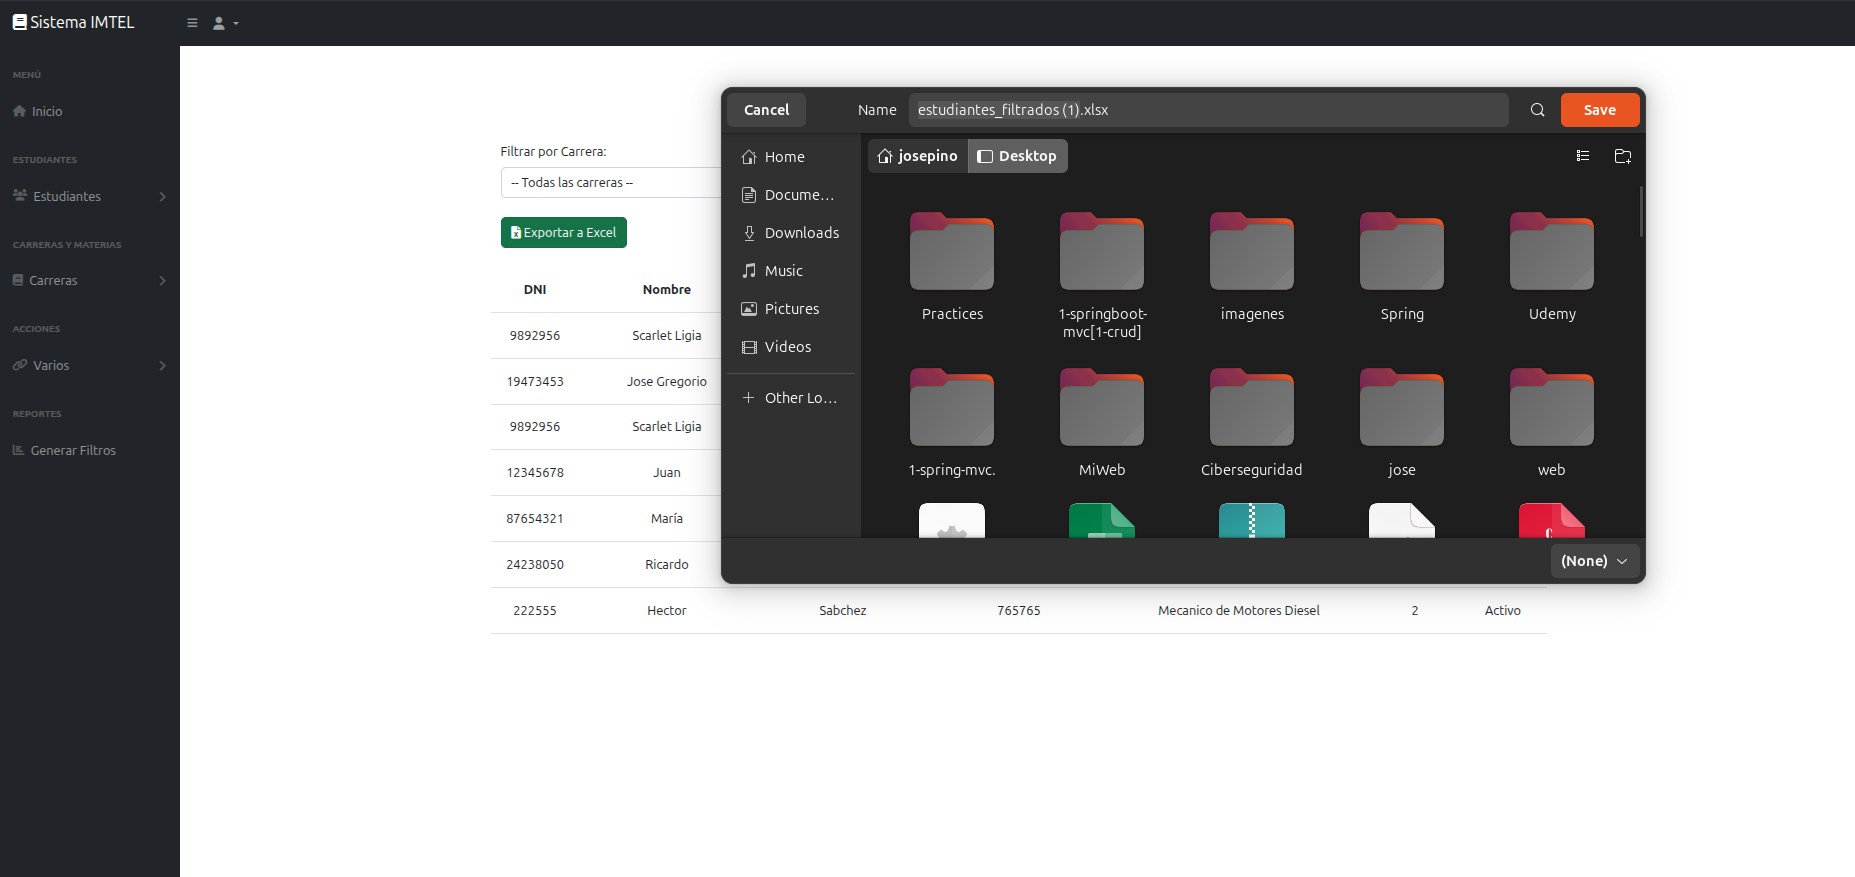 Sistema IMTEL
MENÚ
Inicio
ESTUDIANTES
Estudiantes
CARRERAS Y MATERIAS
Carreras
ACCIONES
Varios
REPORTES
Generar Filtros
Filtrar por Carrera:
-- Todas las carreras --
Exportar a Excel
DNI Nombre
9892956 Scarlet Ligia
19473453 Jose Gregorio
9892956 Scarlet Ligia
12345678 Juan
87654321 María
24238050 Ricardo
222555 Hector Sabchez 765765 Mecanico de Motores Diesel 2 Activo
Cancel Name estudiantes_filtrados (1).xlsx Save
Home
Docume…
Downloads
Music
Pictures
Videos
Other Lo…
josepino Desktop
Practices
1-springboot-
mvc[1-crud]
imagenes
Spring
Udemy
1-spring-mvc.
MiWeb
Ciberseguridad
jose
web
(None)